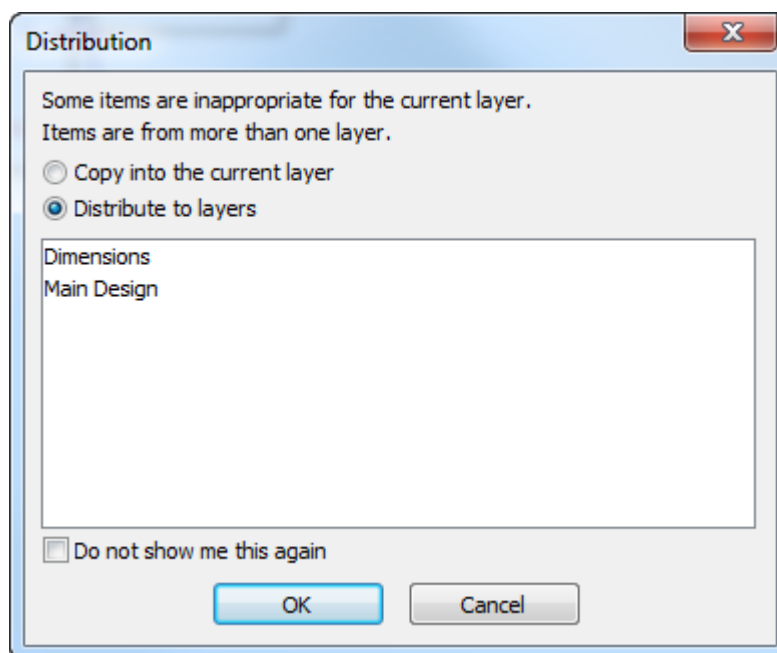 Distribution
Some items are inappropriate for the current layer.
Items are from more than one layer.
Copy into the current layer
Distribute to layers
Dimensions
Main Design
Do not show me this again
OK Cancel